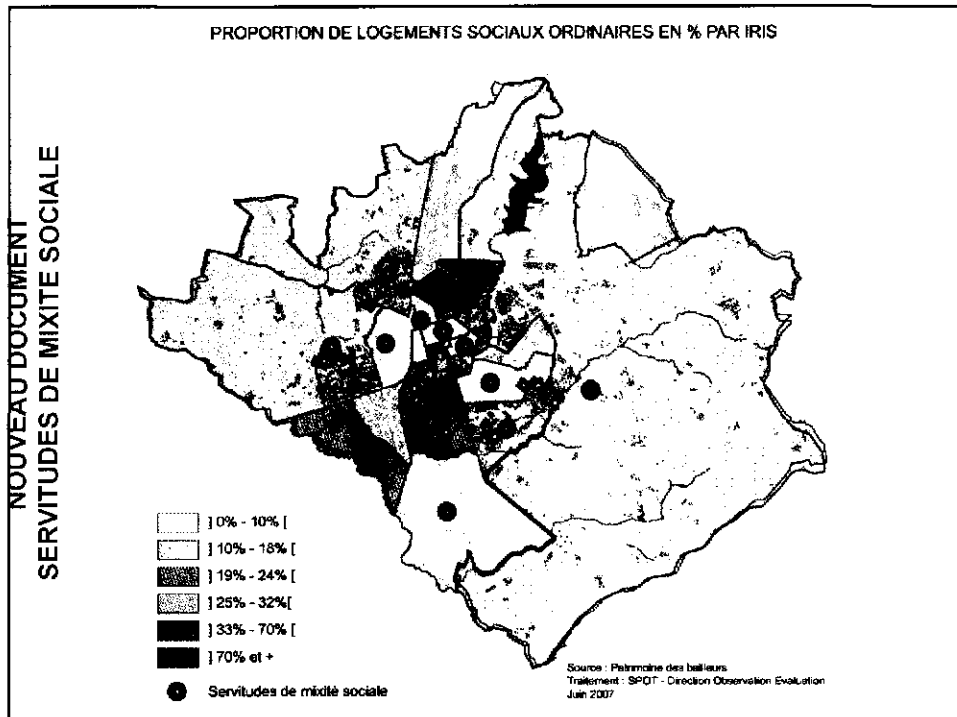 PROPORTION DE LOGEMENTS SOCIAUX ORDINAIRES EN % PAR IRIS
NOUVEAU DOCUMENT
SERVITUDES DE MIXITE SOCIALE
] 0% - 10% [
] 10% - 18% [
] 19% - 24% [
] 25% - 32%[
] 33% - 70% [
] 70% et +
Servitudes de mixité sociale
Source : Patrimoine des bailleurs
Traitement : SPOT - Direction Observation Evaluation
Juin 2007